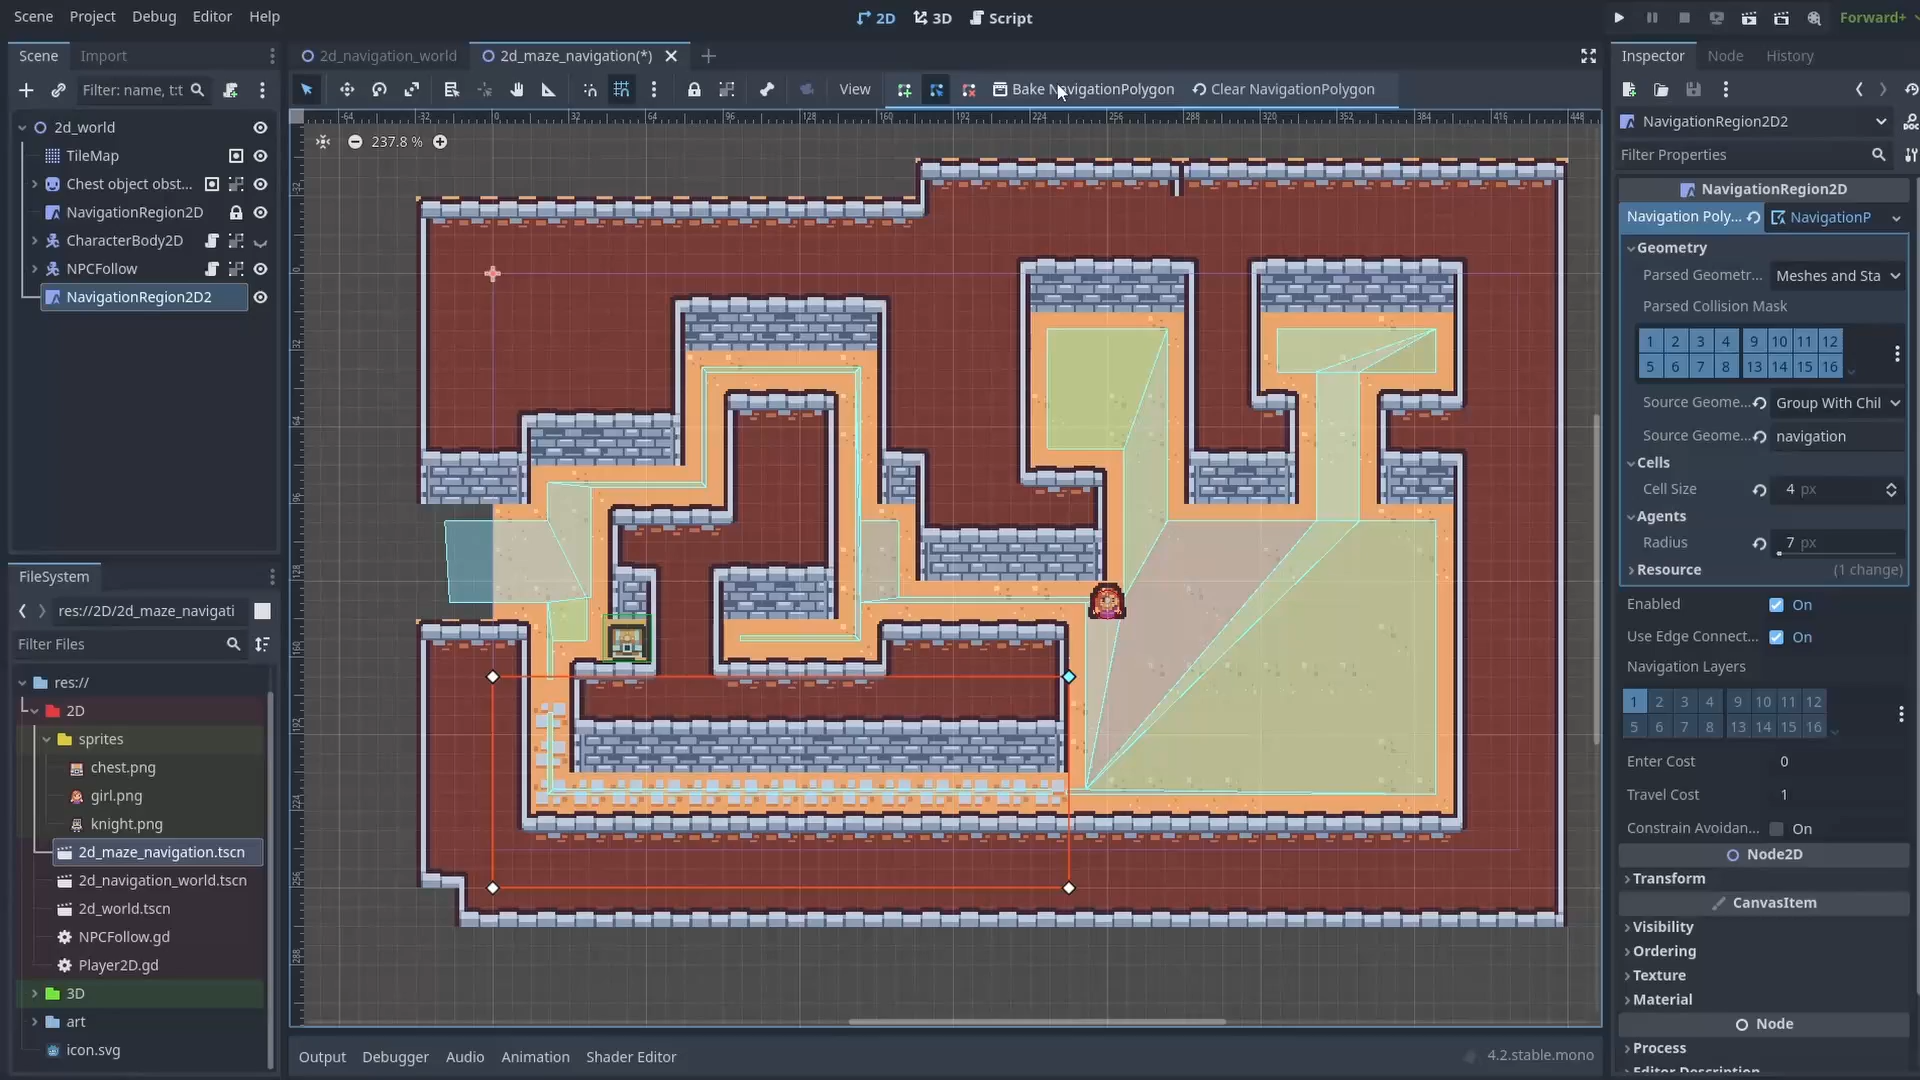 Scene Project Debug Editor Help
2D 3D Script
Forward+
Scene Import
2d_navigation_world 2d_maze_navigation(*)
Inspector Node History
Filter: name, t:t
View Bake NavigationPolygon Clear NavigationPolygon
2d_world
TileMap
Chest object obst...
NavigationRegion2D
CharacterBody2D
NPCFollow
NavigationRegion2D2
237.8 %
FileSystem
res://2D/2d_maze_navigati
Filter Files
res://
2D
sprites
chest.png
girl.png
knight.png
2d_maze_navigation.tscn
2d_navigation_world.tscn
2d_world.tscn
NPCFollow.gd
Player2D.gd
3D
art
icon.svg
Output Debugger Audio Animation Shader Editor
4.2.stable.mono
NavigationRegion2D2
Filter Properties
NavigationRegion2D
Navigation Poly... NavigationP
Geometry
Parsed Geometr... Meshes and Sta
Parsed Collision Mask
1 2 3 4 9 10 11 12
5 6 7 8 13 14 15 16
Source Geome... Group With Chil
Source Geome... navigation
Cells
Cell Size 4 px
Agents
Radius 7 px
Resource (1 change)
Enabled On
Use Edge Connect... On
Navigation Layers
1 2 3 4 9 10 11 12
5 6 7 8 13 14 15 16
Enter Cost 0
Travel Cost 1
Constrain Avoidan... On
Node2D
Transform
CanvasItem
Visibility
Ordering
Texture
Material
Node
Process
Editor Description